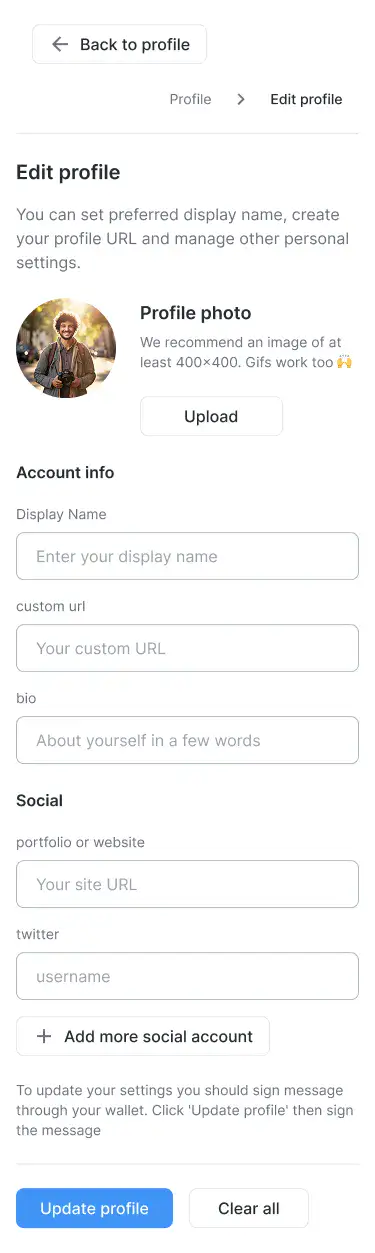 Back to profile
Profile > Edit profile
Edit profile
You can set preferred display name, create
your profile URL and manage other personal
settings.
Profile photo
We recommend an image of at
least 400×400. Gifs work too 🙌
Upload
Account info
Display Name
Enter your display name
custom url
Your custom URL
bio
About yourself in a few words
Social
portfolio or website
Your site URL
twitter
username
Add more social account
To update your settings you should sign message
through your wallet. Click 'Update profile' then sign
the message
Update profile
Clear all